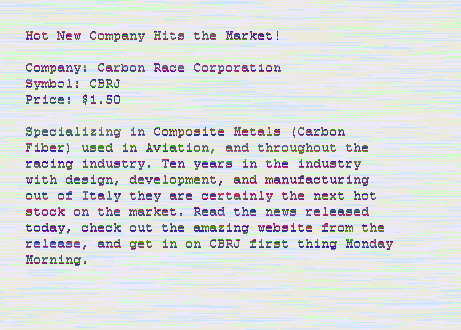 Hot New Company Hits the Market!
Company: Carbon Race Corporation
Symbol: CBRJ
Price: $1.50
Specializing in Composite Metals (Carbon
Fiber) used in Aviation, and throughout the
racing industry. Ten years in the industry
with design, development, and manufacturing
out of Italy they are certainly the next hot
stock on the market. Read the news released
today, check out the amazing website from the
release, and get in on CBRJ first thing Monday
Morning.